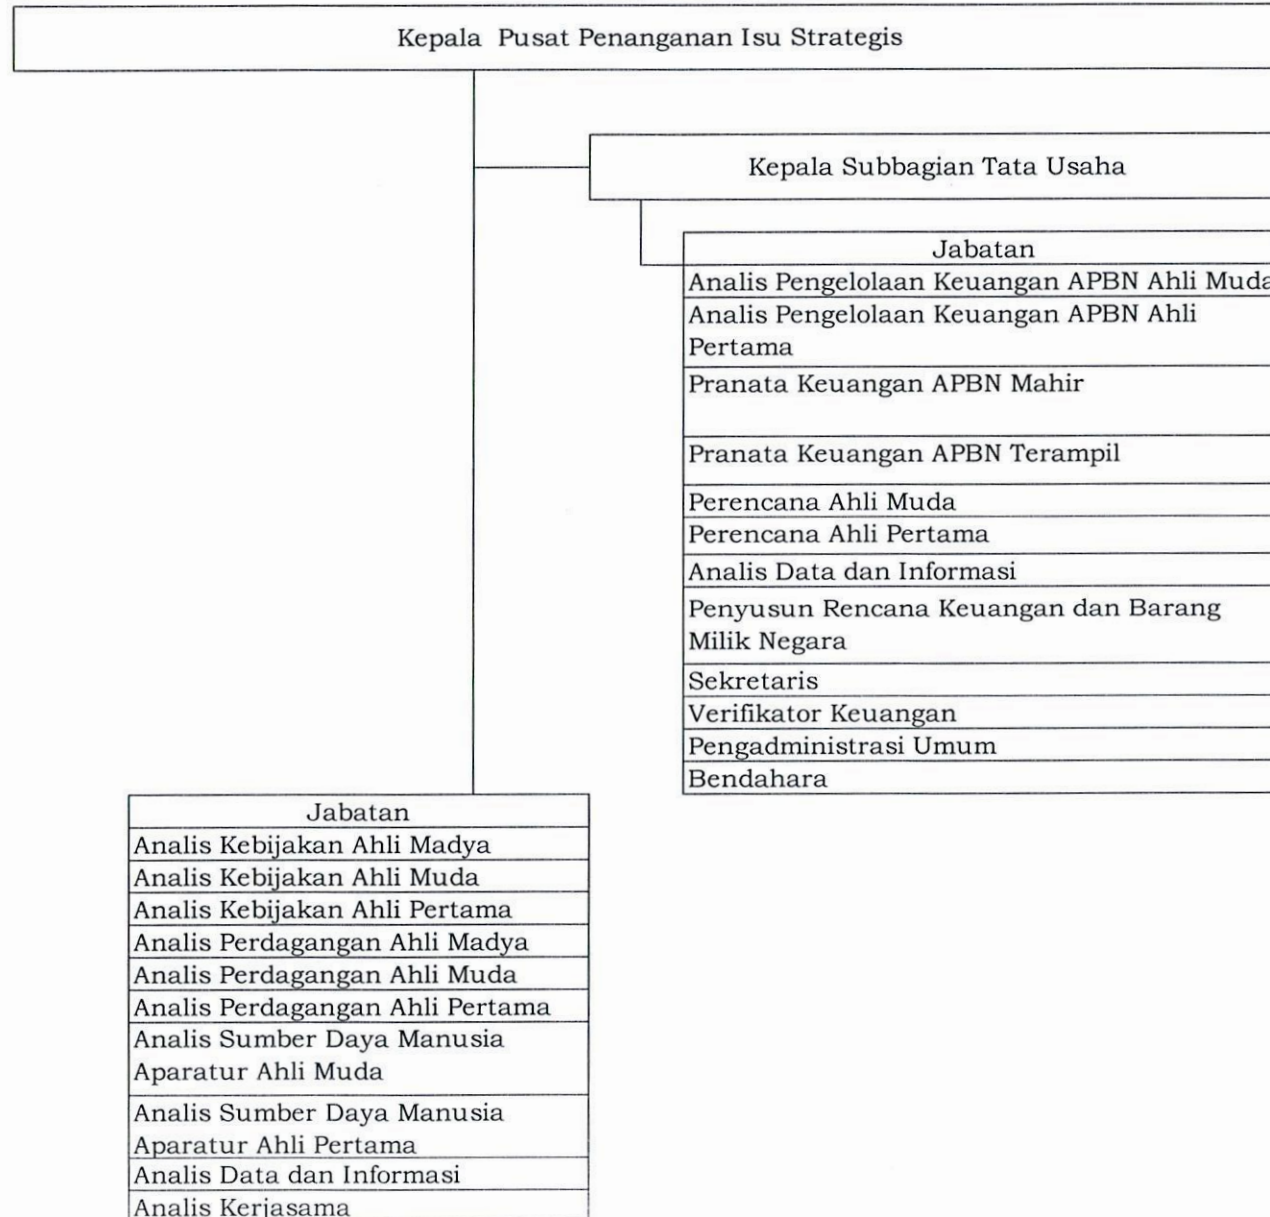 Kepala Pusat Penanganan Isu Strategis
Kepala Subbagian Tata Usaha
Jabatan
Analis Pengelolaan Keuangan APBN Ahli Muda
Analis Pengelolaan Keuangan APBN Ahli
Pertama
Pranata Keuangan APBN Mahir
Pranata Keuangan APBN Terampil
Perencana Ahli Muda
Perencana Ahli Pertama
Analis Data dan Informasi
Penyusun Rencana Keuangan dan Barang
Milik Negara
Sekretaris
Verifikator Keuangan
Pengadministrasi Umum
Bendahara
Jabatan
Analis Kebijakan Ahli Madya
Analis Kebijakan Ahli Muda
Analis Kebijakan Ahli Pertama
Analis Perdagangan Ahli Madya
Analis Perdagangan Ahli Muda
Analis Perdagangan Ahli Pertama
Analis Sumber Daya Manusia
Aparatur Ahli Muda
Analis Sumber Daya Manusia
Aparatur Ahli Pertama
Analis Data dan Informasi
Analis Kerjasama